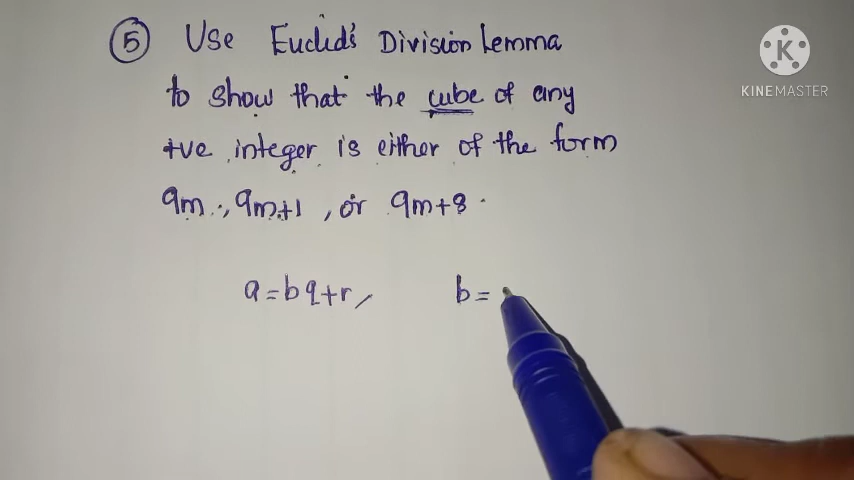 ⑤ Use Euclid's Division Lemma
to show that the cube of any
+ve integer is either of the form
9m, 9m+1, or 9m+8.
a=bq+r, b=
K
KINEMASTER